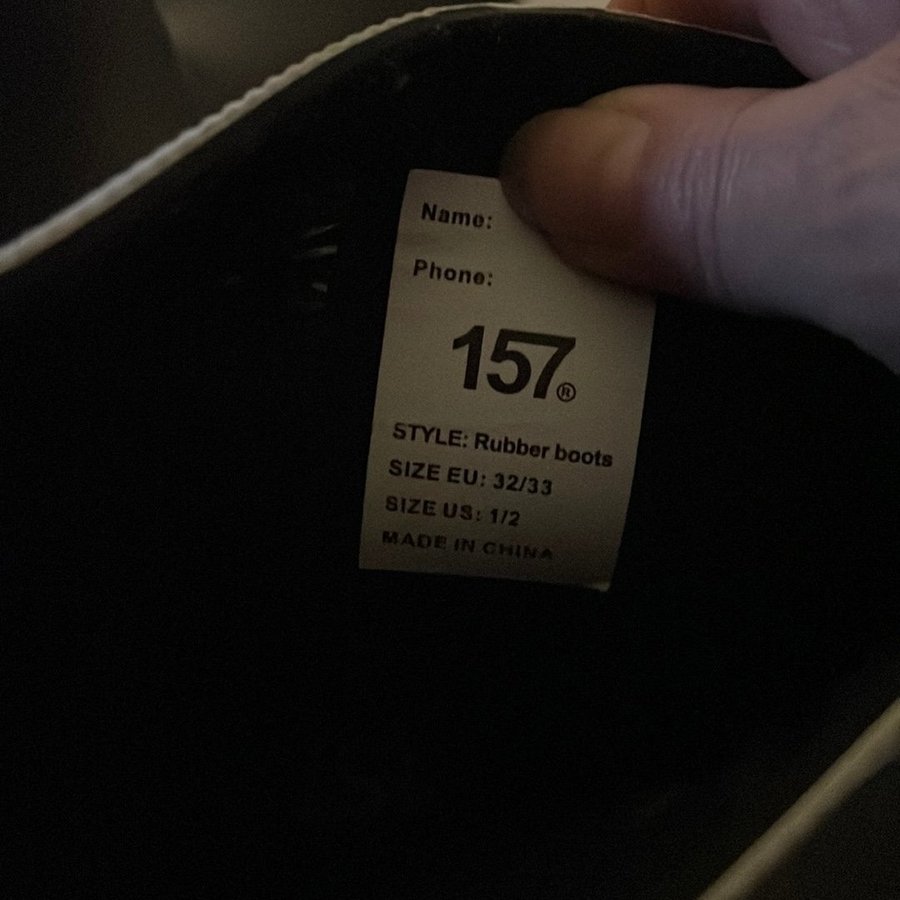 Name:
Phone:
157®
STYLE: Rubber boots
SIZE EU: 32/33
SIZE US: 1/2
MADE IN CHINA